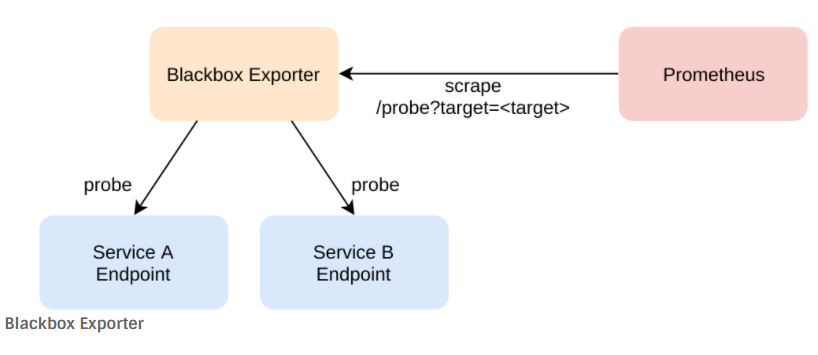 Blackbox Exporter
Prometheus
scrape
/probe?target=<target>
probe
probe
Service A
Endpoint
Service B
Endpoint
Blackbox Exporter